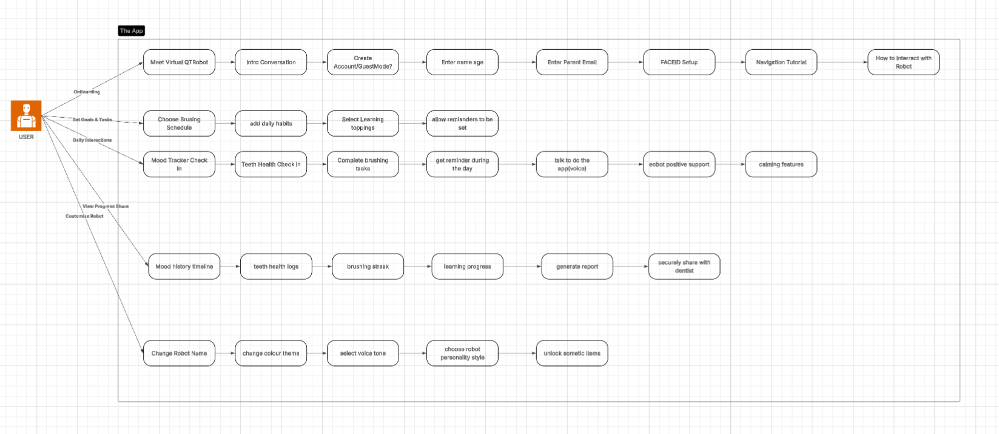 The App
Meet Virtual QTRobot
Intro Conversation
Create
Account/GuestMode?
Enter name age
Enter Parent Email
FACEID Setup
Navigation Tutorial
How to interract with
Robot
OnBoarding
USER
Set Goals & Tasks
Choose Brusing
Schedule
add daily habits
Select Learning
toppings
allow remianders to be
set
Daily Interactions
Mood Tracker Check
In
Teeth Health Check in
Complete brushing
tasks
get reminder during
the day
talk to do the
app(voice)
eobot positive support
calming features
View Progress Share
Customize Robot
Mood history timeline
teeth health logs
brushing streak
learning progress
generate report
securely share with
dentist
Change Robot Name
change colour theme
select voice tone
choose robot
personality style
unlock sometic items